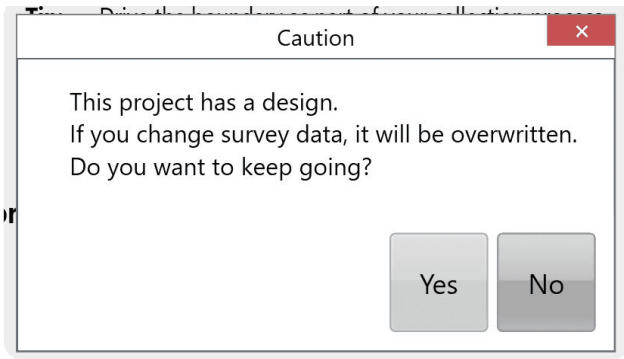 Caution
This project has a design.
If you change survey data, it will be overwritten.
Do you want to keep going?
Yes
No